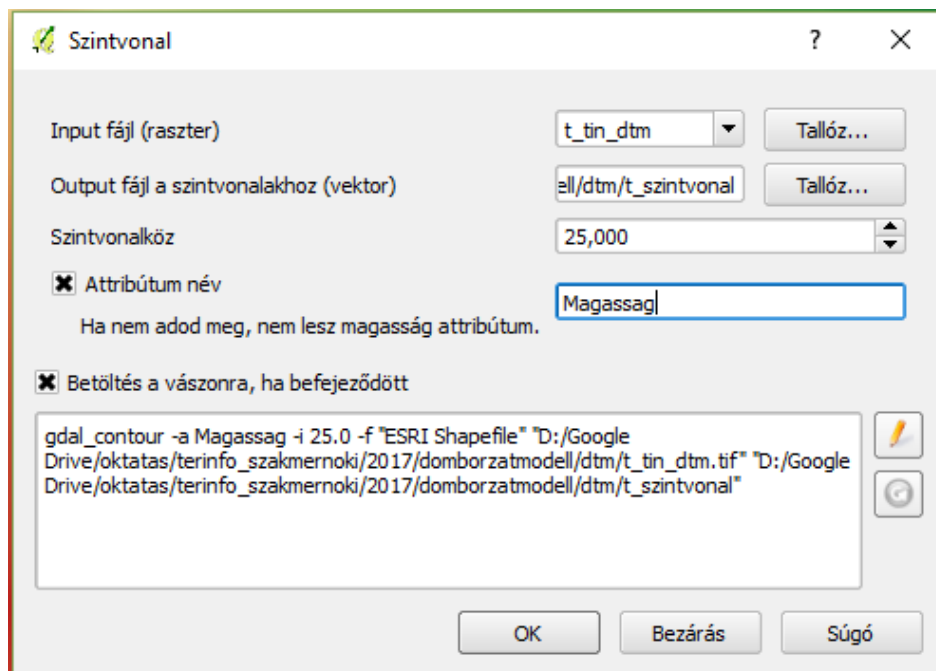 Szintvonal
?
Input fájl (raszter)
t_tin_dtm
Tallóz...
Output fájl a szintvonalakhoz (vektor)
ell/dtm/t_szintvonal
Tallóz...
Szintvonalköz
25,000
Attribútum név
Magassag
Ha nem adod meg, nem lesz magasság attribútum.
Betöltés a vászonra, ha befejeződött
gdal_contour -a Magassag -i 25.0 -f "ESRI Shapefile" "D:/Google
Drive/oktatas/terinfo_szakmernoki/2017/domborzatmodell/dtm/t_tin_dtm.tif" "D:/Google
Drive/oktatas/terinfo_szakmernoki/2017/domborzatmodell/dtm/t_szintvonal"
OK
Bezárás
Súgó